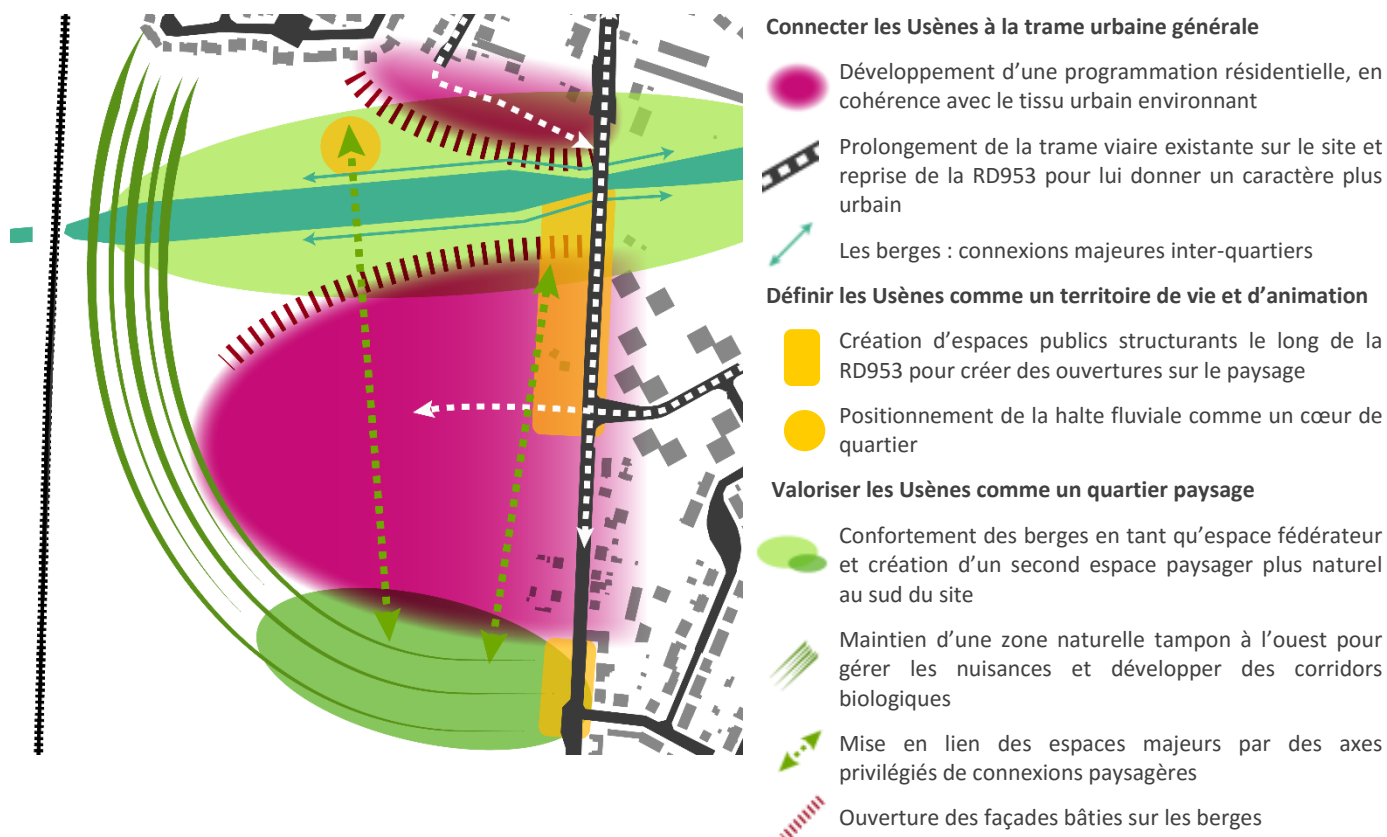 Connecter les Usènes à la trame urbaine générale
Développement d’une programmation résidentielle, en
cohérence avec le tissu urbain environnant
Prolongement de la trame viaire existante sur le site et
reprise de la RD953 pour lui donner un caractère plus
urbain
Les berges : connexions majeures inter-quartiers
Définir les Usènes comme un territoire de vie et d’animation
Création d’espaces publics structurants le long de la
RD953 pour créer des ouvertures sur le paysage
Positionnement de la halte fluviale comme un cœur de
quartier
Valoriser les Usènes comme un quartier paysage
Confortement des berges en tant qu’espace fédérateur
et création d’un second espace paysager plus naturel
au sud du site
Maintien d’une zone naturelle tampon à l’ouest pour
gérer les nuisances et développer des corridors
biologiques
Mise en lien des espaces majeurs par des axes
privilégiés de connexions paysagères
Ouverture des façades bâties sur les berges